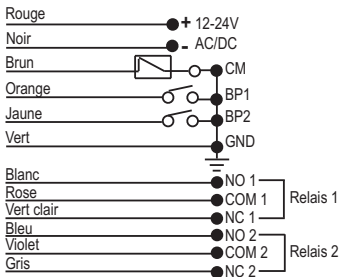 Rouge + 12-24V
Noir - AC/DC
Brun CM
Orange BP1
Jaune BP2
Vert GND
Blanc NO 1
Rose COM 1 Relais 1
Vert clair NC 1
Bleu NO 2
Violet COM 2 Relais 2
Gris NC 2